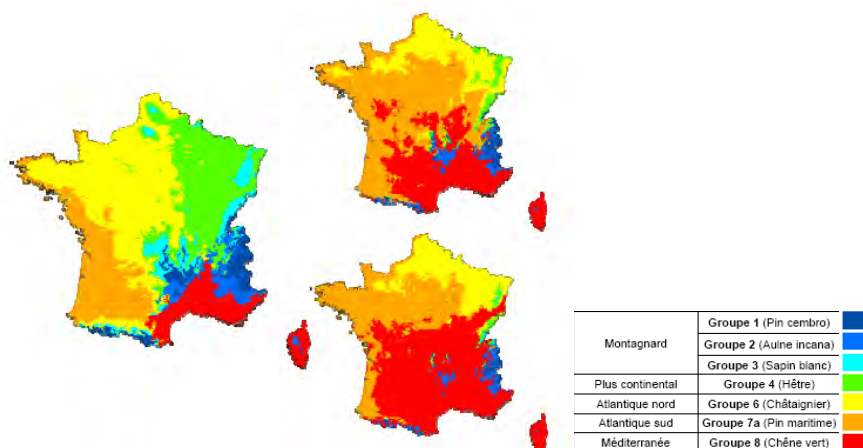 Montagnard
Groupe 1 (Pin cembro)
Groupe 2 (Aulne incana)
Groupe 3 (Sapin blanc)
Plus continental Groupe 4 (Hêtre)
Atlantique nord Groupe 6 (Châtaignier)
Atlantique sud Groupe 7a (Pin maritime)
Méditerranée Groupe 8 (Chêne vert)